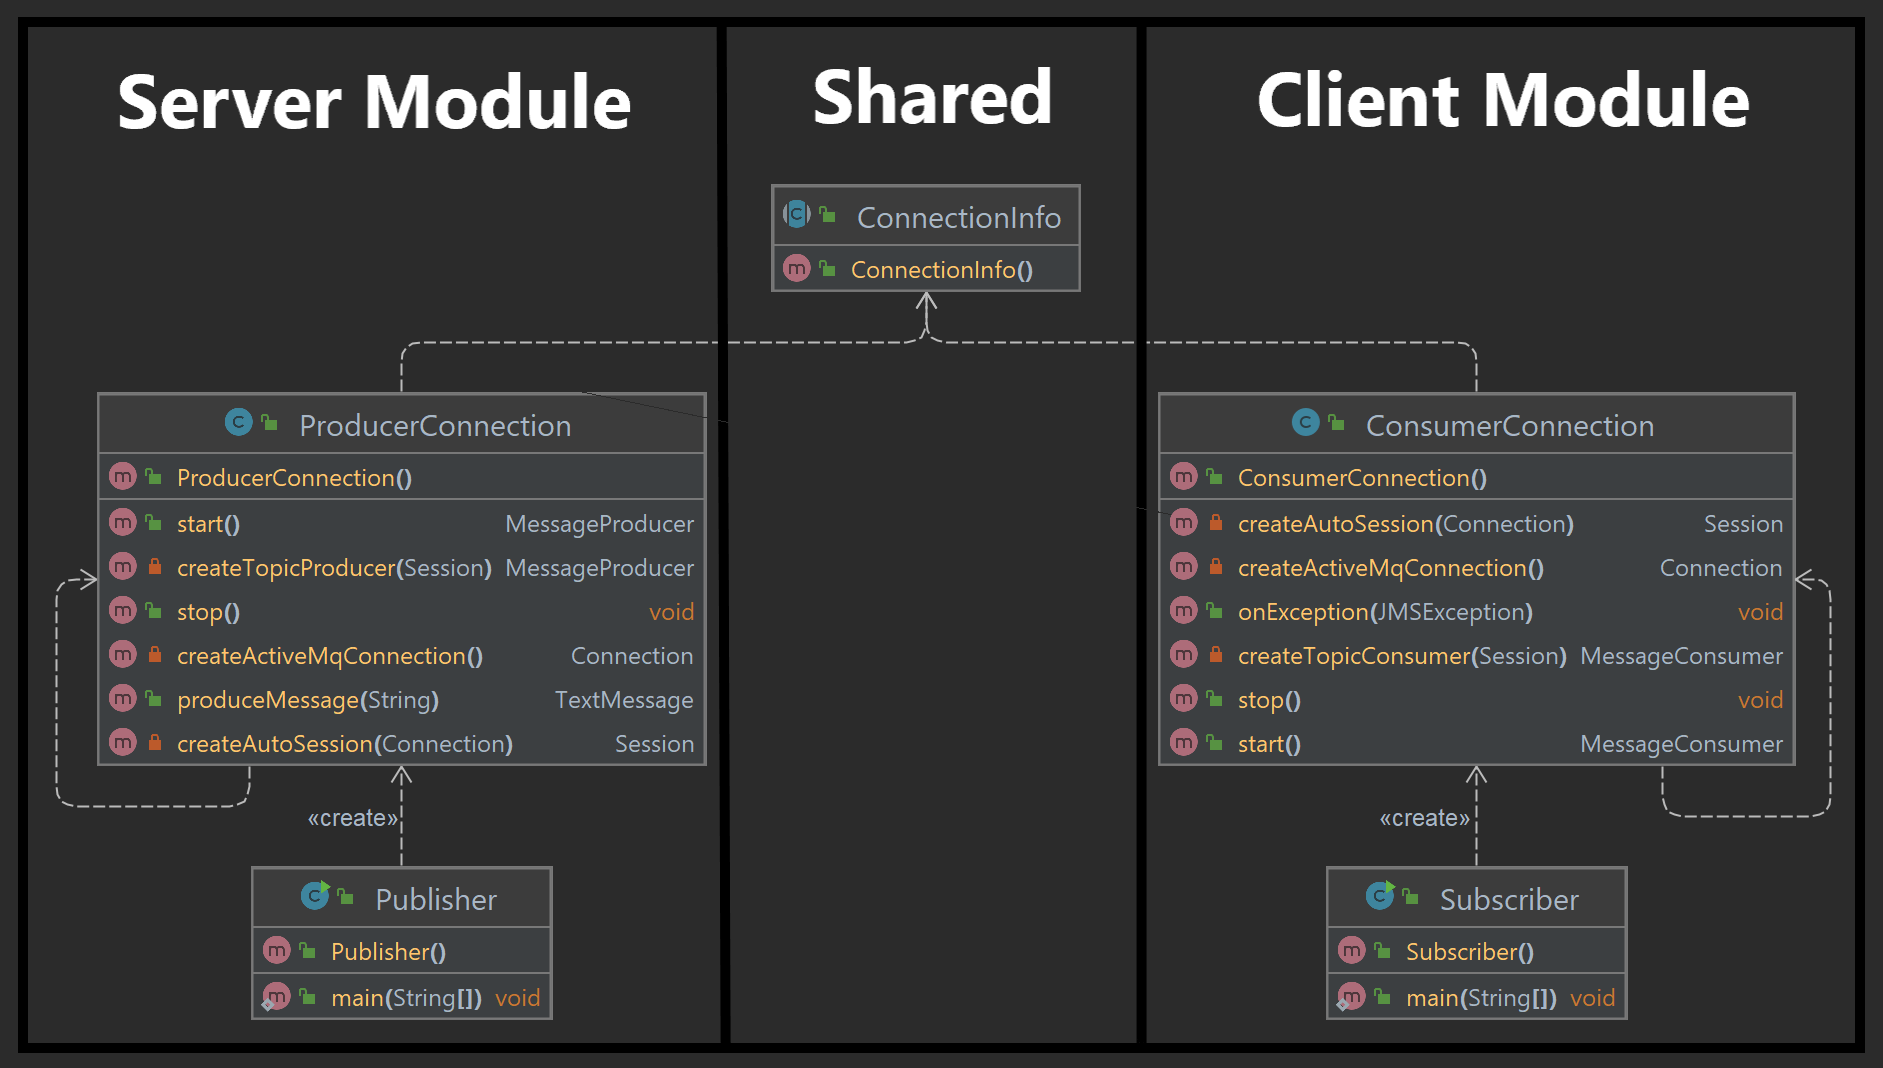 Server Module
Shared
Client Module
ConnectionInfo
ConnectionInfo()
ProducerConnection
ProducerConnection()
start() MessageProducer
createTopicProducer(Session) MessageProducer
stop() void
createActiveMqConnection() Connection
produceMessage(String) TextMessage
createAutoSession(Connection) Session
«create»
Publisher
Publisher()
main(String[]) void
ConsumerConnection
ConsumerConnection()
createAutoSession(Connection) Session
createActiveMqConnection() Connection
onException(JMSException) void
createTopicConsumer(Session) MessageConsumer
stop() void
start() MessageConsumer
«create»
Subscriber
Subscriber()
main(String[]) void